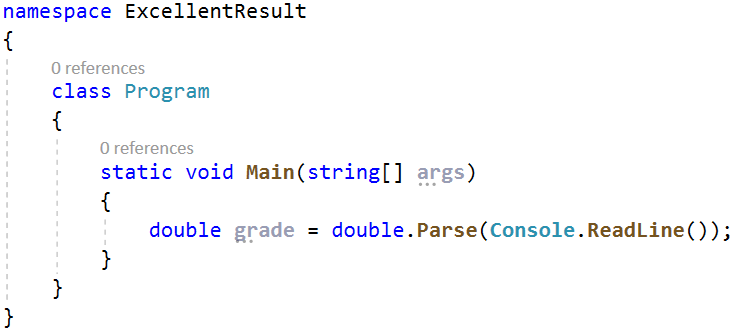 namespace ExcellentResult
{
0 references
class Program
{
0 references
static void Main(string[] args)
{
double grade = double.Parse(Console.ReadLine());
}
}
}